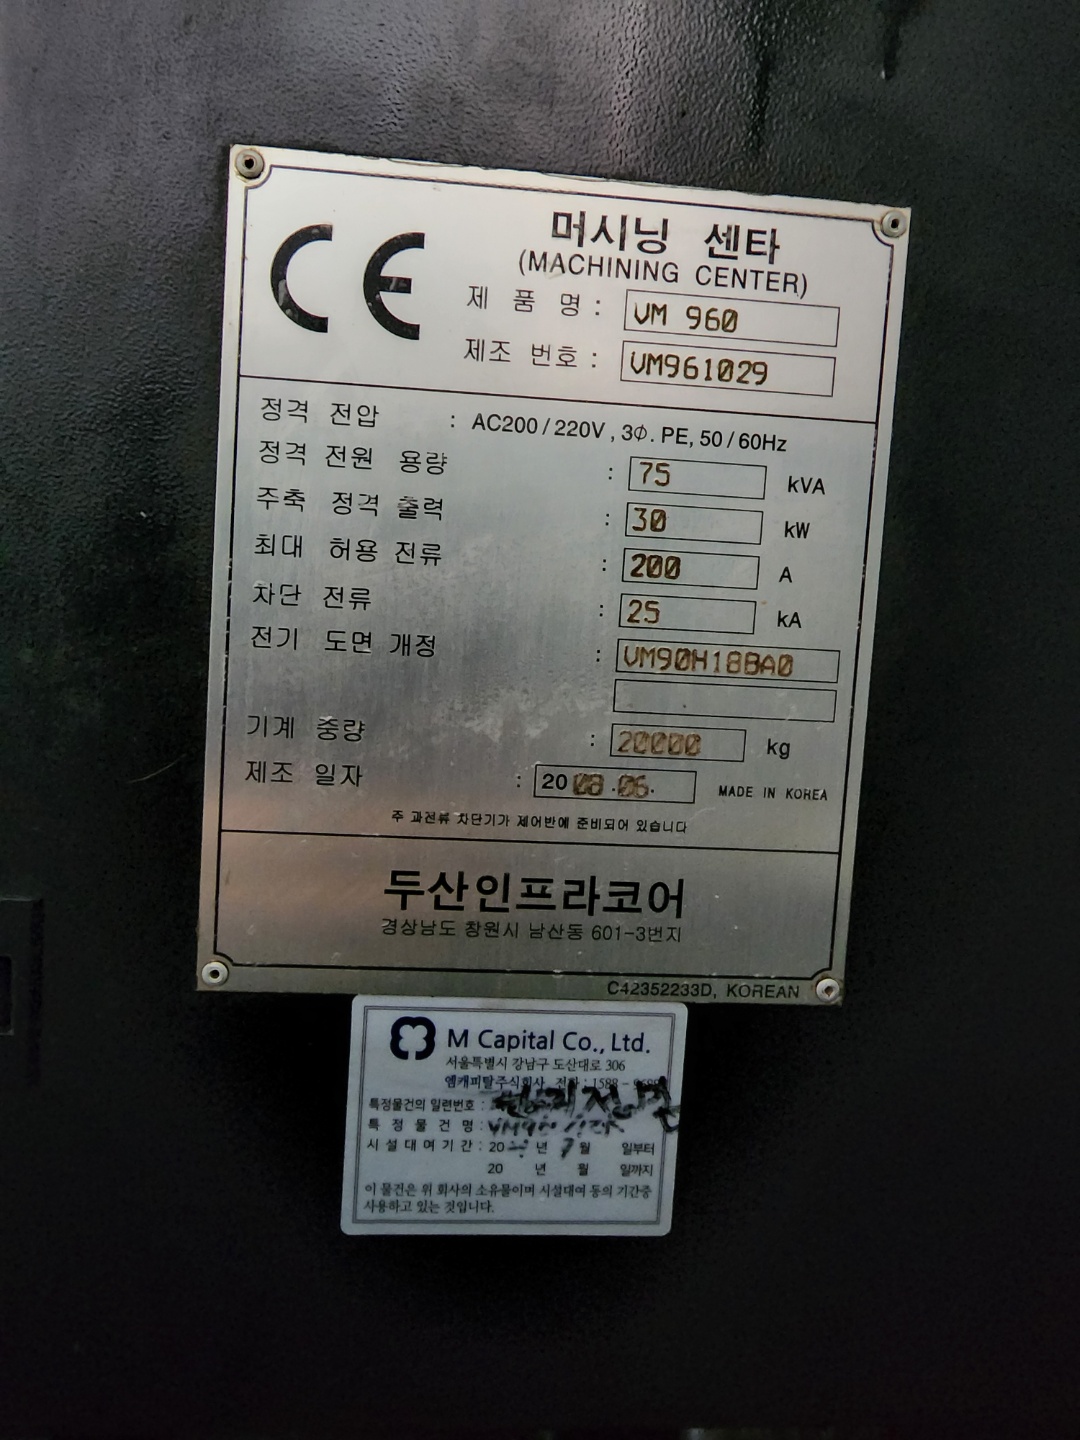 CE
머시닝 센타
(MACHINING CENTER)
제 품 명 : VM 960
제조 번호 : VM961029
정격 전압 : AC200/220V, 3Φ. PE, 50/60Hz
정격 전원 용량 : 75 kVA
주축 정격 출력 : 30 kW
최대 허용 전류 : 200 A
차단 전류 : 25 kA
전기 도면 개정 : VM90H18BA0
기계 중량 : 20000 kg
제조 일자 : 2008.06. MADE IN KOREA
주 과전류 차단기가 제어반에 준비되어 있습니다
두산인프라코어
경상남도 창원시 남산동 601-3번지
C42352233D, KOREAN
M Capital Co., Ltd.
서울특별시 강남구 도산대로 306
엠캐피탈주식회사 전화 : 1588 -
특정물건의 일련번호 :
특 정 물 건 명 :
시 설 대 여 기 간 : 20 년 7 월 일부터
20 년 월 일까지
이 물건은 위 회사의 소유물이며 시설대여 동의 기간중
사용하고 있는 것입니다.